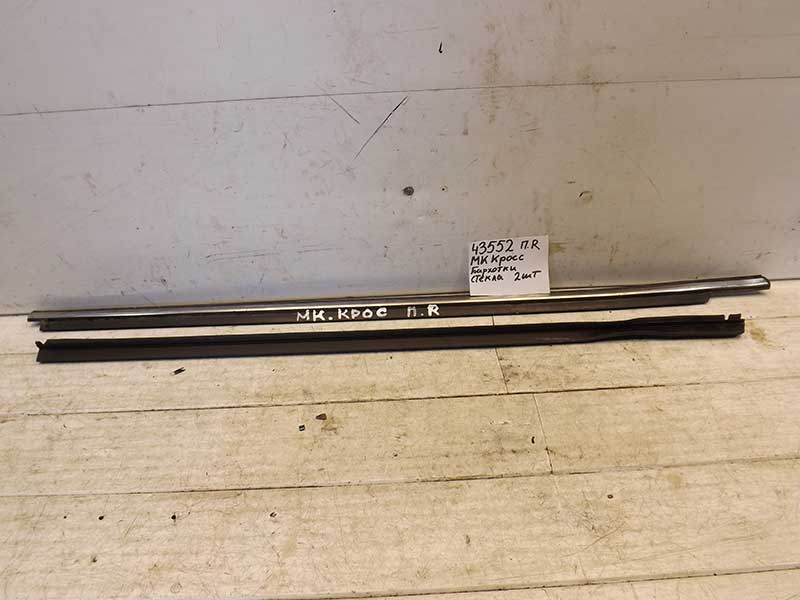 43552 П.R
МК Кросс
Бархотки
стекла 2шт
МК.КРОС П.R